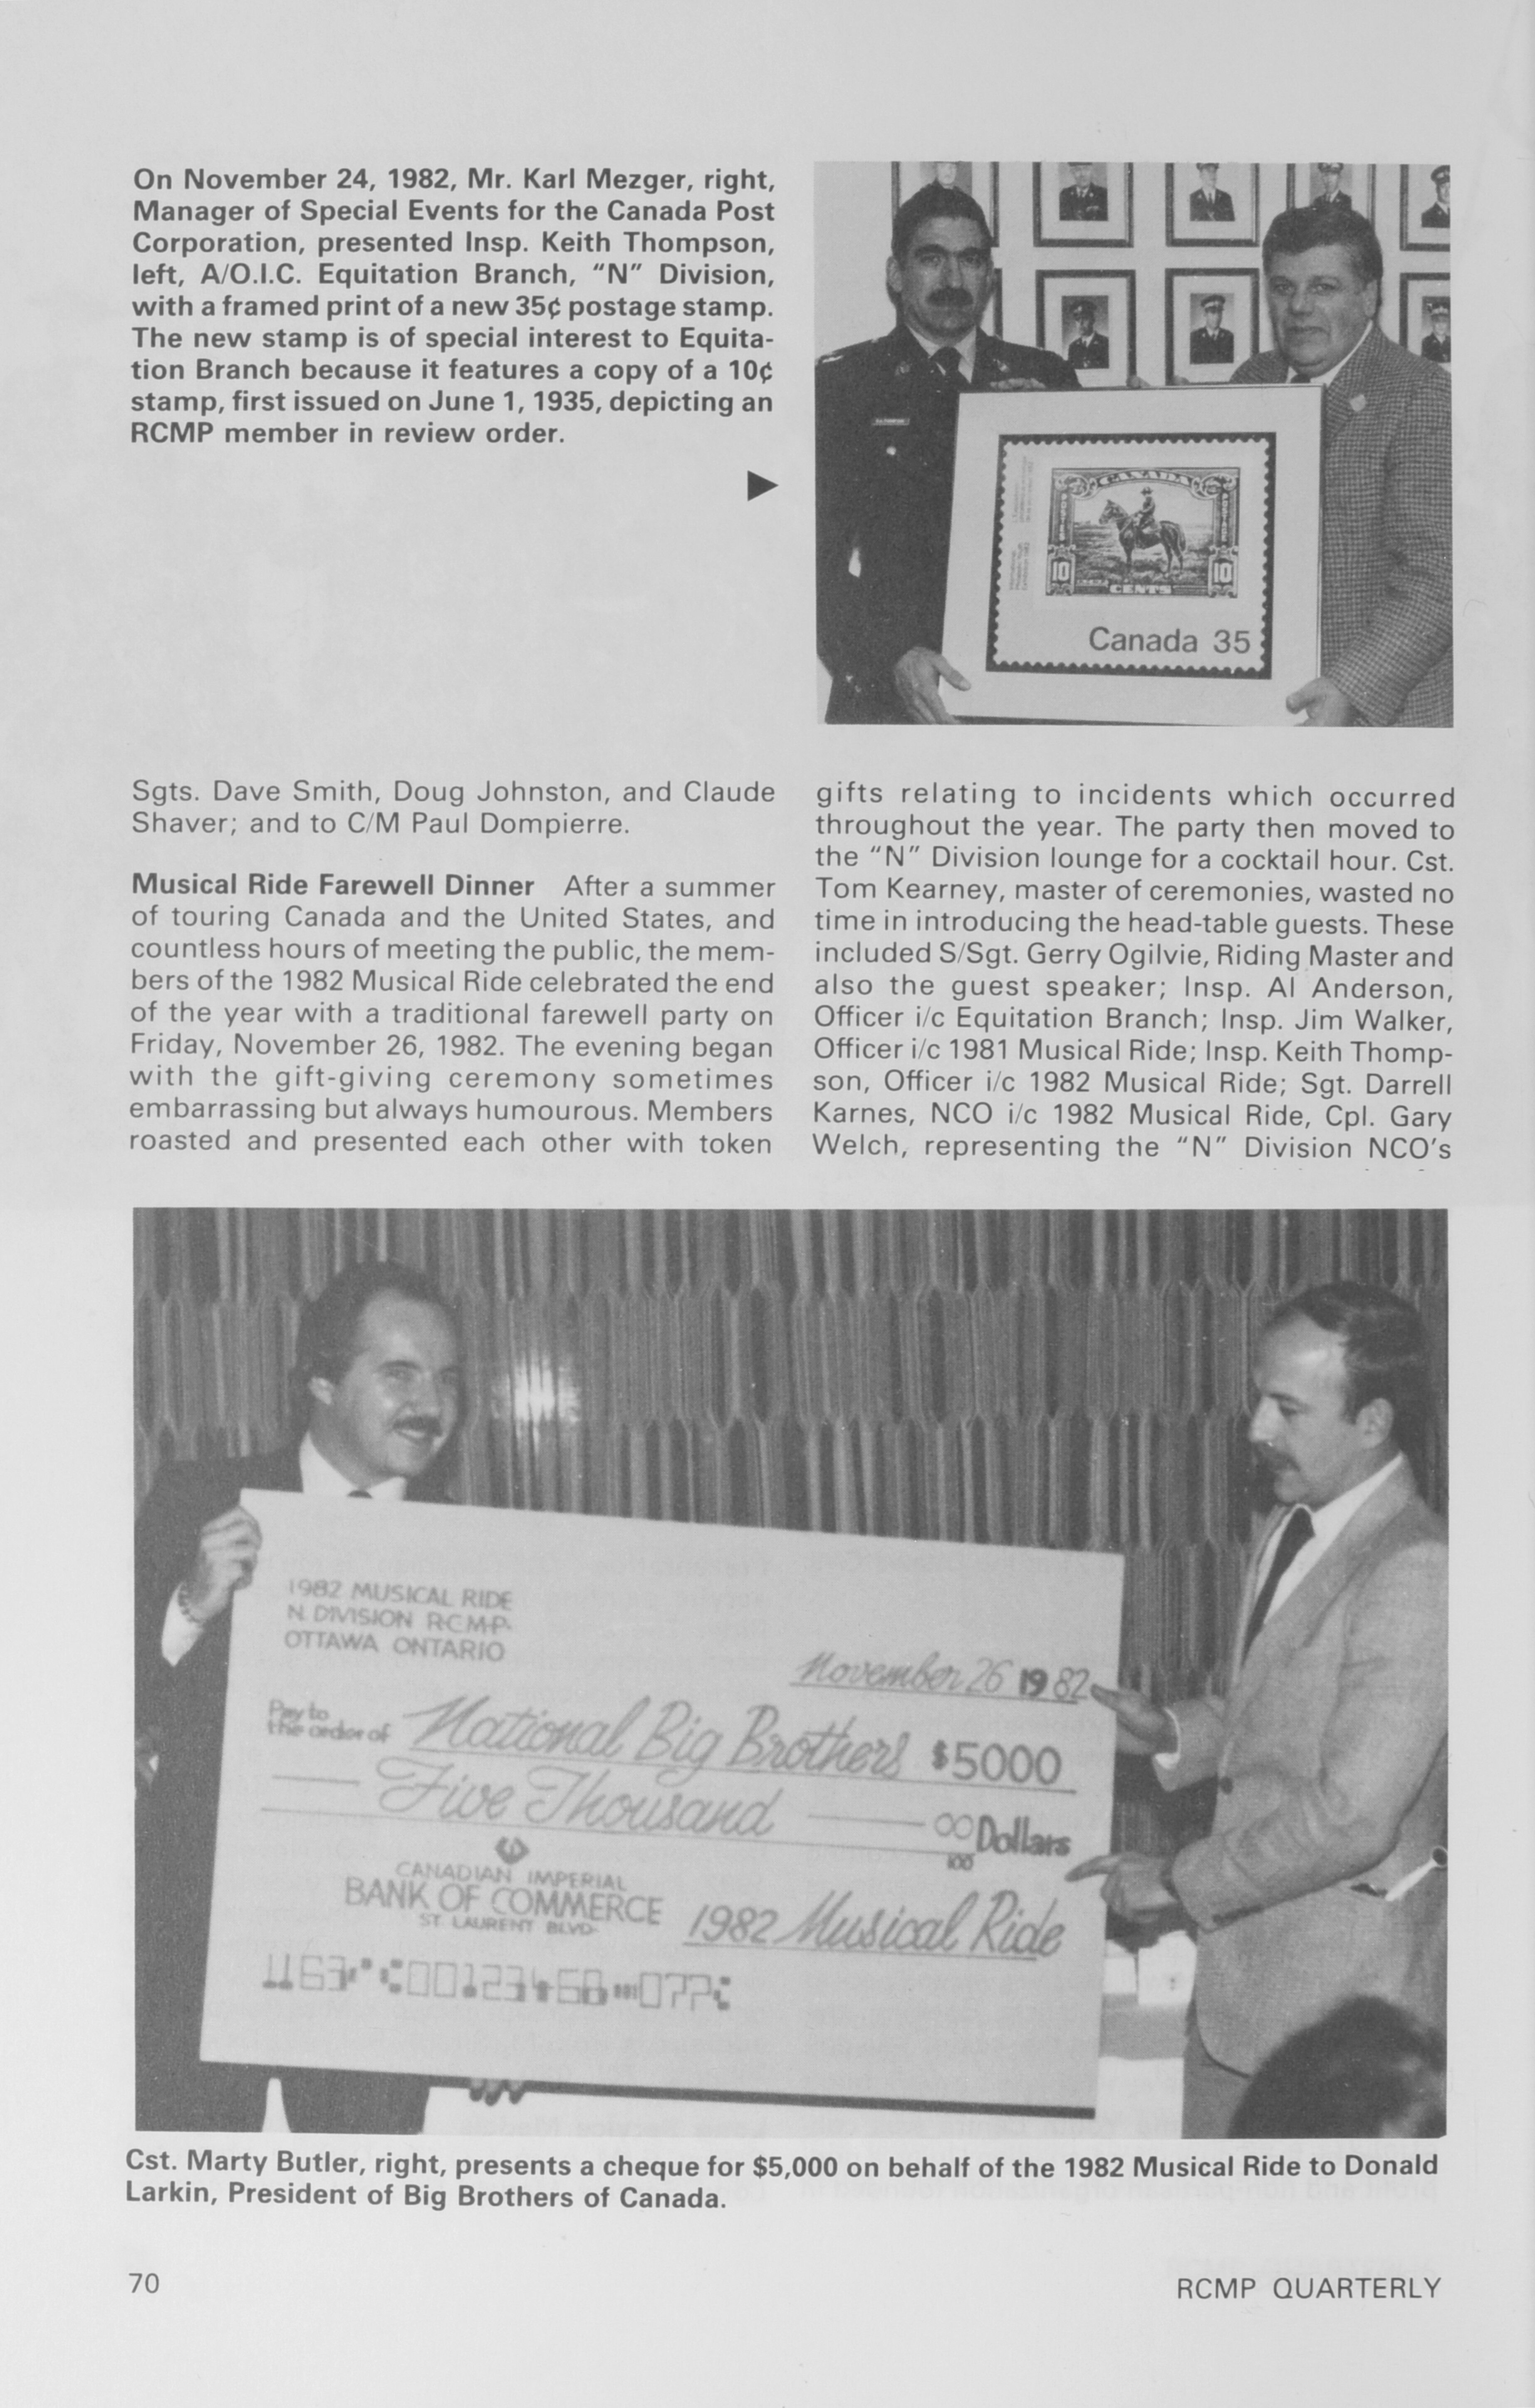 On November 24, 1982, Mr. Karl Mezger, right,
Manager of Special Events for the Canada Post
Corporation, presented Insp. Keith Thompson,
left, A/O.I.C. Equitation Branch, “N” Division,
with a framed print of a new 35¢ postage stamp.
The new stamp is of special interest to Equita-
tion Branch because it features a copy of a 10¢
stamp, first issued on June 1, 1935, depicting an
RCMP member in review order.
CANADA
10
10
CENTS
Canada 35
Sgts. Dave Smith, Doug Johnston, and Claude
Shaver; and to C/M Paul Dompierre.
Musical Ride Farewell Dinner After a summer
of touring Canada and the United States, and
countless hours of meeting the public, the mem-
bers of the 1982 Musical Ride celebrated the end
of the year with a traditional farewell party on
Friday, November 26, 1982. The evening began
with the gift-giving ceremony sometimes
embarrassing but always humourous. Members
roasted and presented each other with token
gifts relating to incidents which occurred
throughout the year. The party then moved to
the “N” Division lounge for a cocktail hour. Cst.
Tom Kearney, master of ceremonies, wasted no
time in introducing the head-table guests. These
included S/Sgt. Gerry Ogilvie, Riding Master and
also the guest speaker; Insp. Al Anderson,
Officer i/c Equitation Branch; Insp. Jim Walker,
Officer i/c 1981 Musical Ride; Insp. Keith Thomp-
son, Officer i/c 1982 Musical Ride; Sgt. Darrell
Karnes, NCO i/c 1982 Musical Ride, Cpl. Gary
Welch, representing the “N” Division NCO’s
1982 MUSICAL RIDE
N. DIVISION R·C·M·P·
OTTAWA ONTARIO
November 26 1982
Pay to
the order of National Big Brothers $5000
Five Thousand 00/100 Dollars
CANADIAN IMPERIAL
BANK OF COMMERCE
ST. LAURENT BLVD.
1982 Musical Ride
Cst. Marty Butler, right, presents a cheque for $5,000 on behalf of the 1982 Musical Ride to Donald
Larkin, President of Big Brothers of Canada.
70
RCMP QUARTERLY